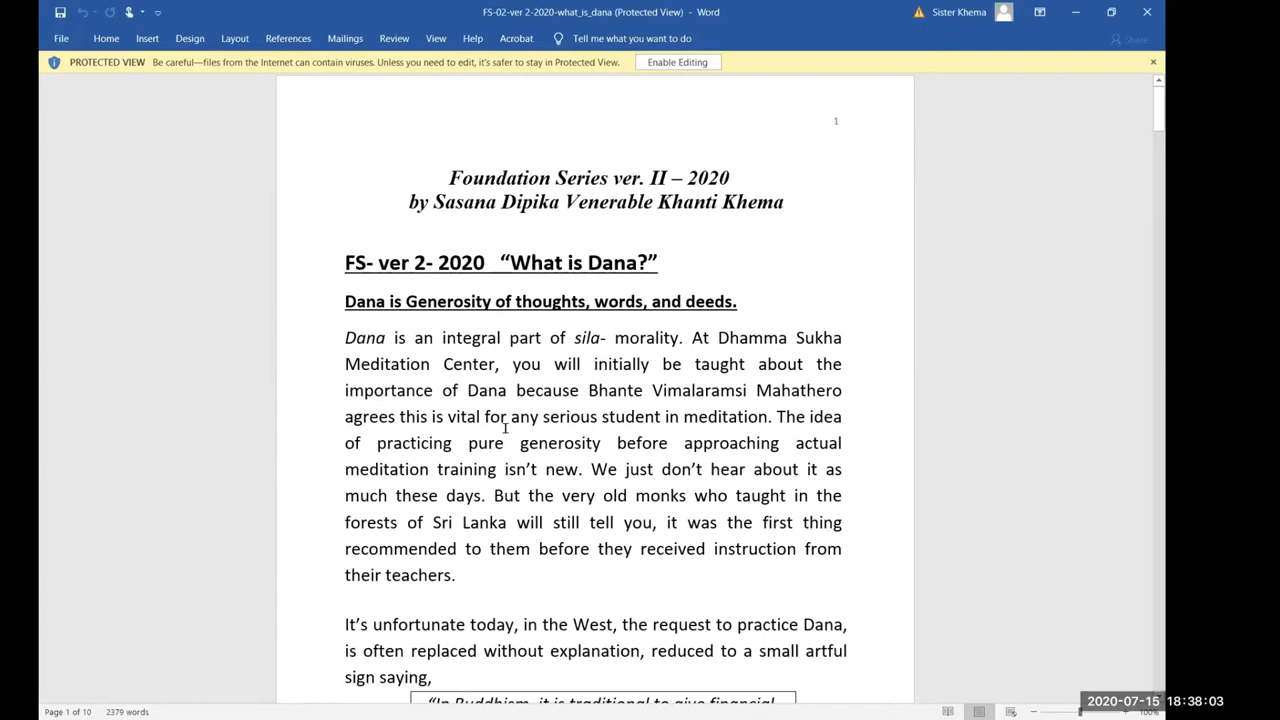 FS-02-ver 2-2020-what_is_dana (Protected View) - Word
Sister Khema
File Home Insert Design Layout References Mailings Review View Help Acrobat Tell me what you want to do Share
PROTECTED VIEW Be careful—files from the Internet can contain viruses. Unless you need to edit, it's safer to stay in Protected View. Enable Editing
1
Foundation Series ver. II – 2020
by Sasana Dipika Venerable Khanti Khema
FS- ver 2- 2020 “What is Dana?”
Dana is Generosity of thoughts, words, and deeds.
Dana is an integral part of sila- morality. At Dhamma Sukha
Meditation Center, you will initially be taught about the
importance of Dana because Bhante Vimalaramsi Mahathero
agrees this is vital for any serious student in meditation. The idea
of practicing pure generosity before approaching actual
meditation training isn’t new. We just don’t hear about it as
much these days. But the very old monks who taught in the
forests of Sri Lanka will still tell you, it was the first thing
recommended to them before they received instruction from
their teachers.
It’s unfortunate today, in the West, the request to practice Dana,
is often replaced without explanation, reduced to a small artful
sign saying,
“In Buddhism, it is traditional to give financial
Page 1 of 10 2379 words
100%
2020-07-15 18:38:03